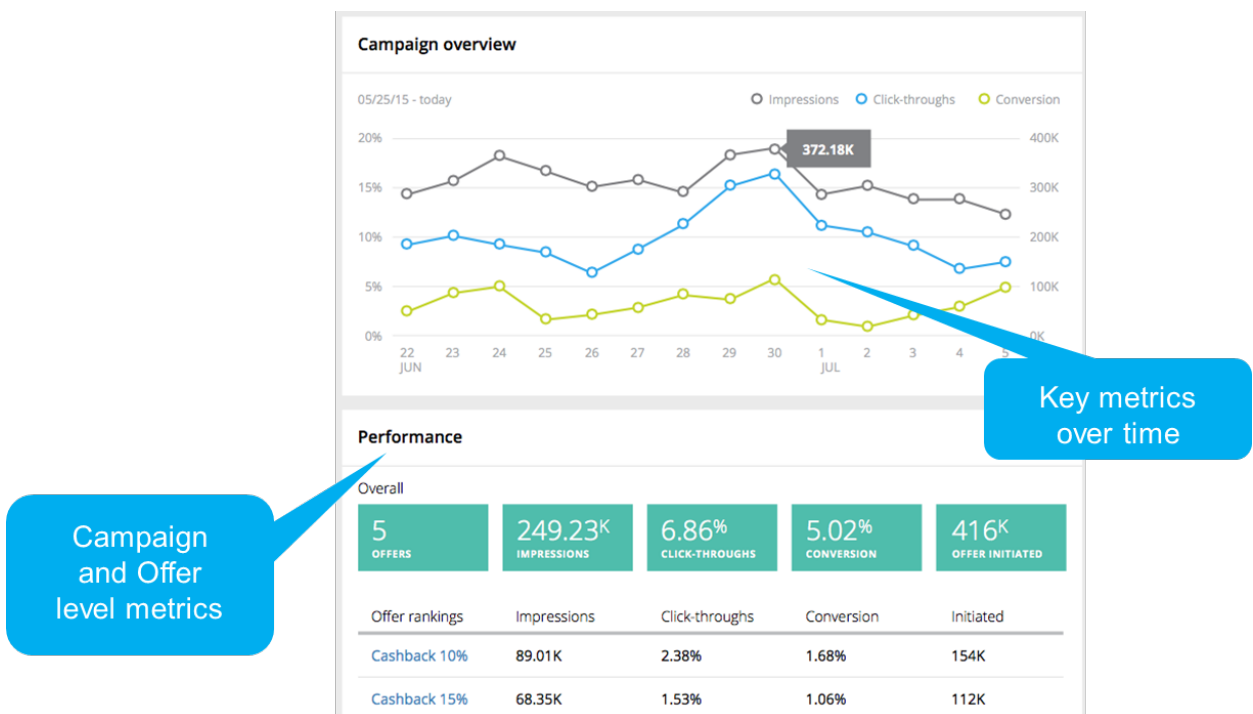 Campaign overview
05/25/15 - today
Impressions Click-throughs Conversion
20% 400K
372.18K
15% 300K
10% 200K
5% 100K
0% 0K
22 23 24 25 26 27 28 29 30 1 2 3 4 5
JUN JUL
Key metrics
over time
Performance
Overall
5 249.23K 6.86% 5.02% 416K
OFFERS IMPRESSIONS CLICK-THROUGHS CONVERSION OFFER INITIATED
Campaign
and Offer
level metrics
Offer rankings Impressions Click-throughs Conversion Initiated
Cashback 10% 89.01K 2.38% 1.68% 154K
Cashback 15% 68.35K 1.53% 1.06% 112K